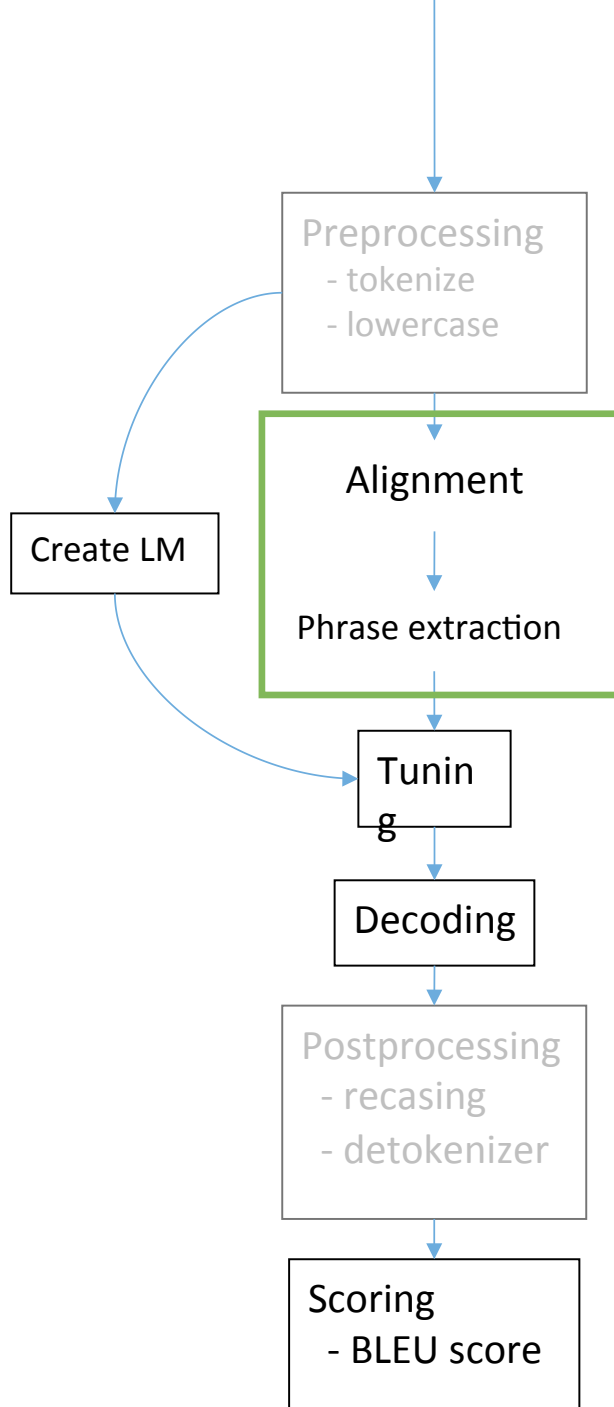 Preprocessing
- tokenize
- lowercase
Alignment
Create LM
Phrase extraction
Tunin
g
Decoding
Postprocessing
- recasing
- detokenizer
Scoring
- BLEU score